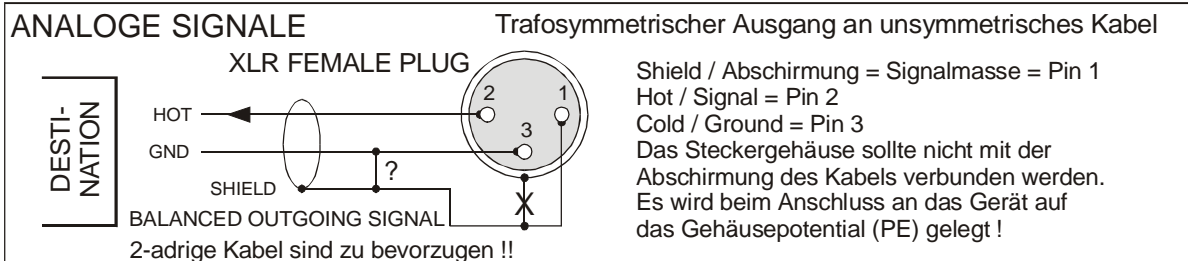 ANALOGE SIGNALE
Trafosymmetrischer Ausgang an unsymmetrisches Kabel
XLR FEMALE PLUG
DESTI-
NATION
HOT
GND
SHIELD
?
2
1
3
X
BALANCED OUTGOING SIGNAL
2-adrige Kabel sind zu bevorzugen !!
Shield / Abschirmung = Signalmasse = Pin 1
Hot / Signal = Pin 2
Cold / Ground = Pin 3
Das Steckergehäuse sollte nicht mit der
Abschirmung des Kabels verbunden werden.
Es wird beim Anschluss an das Gerät auf
das Gehäusepotential (PE) gelegt !